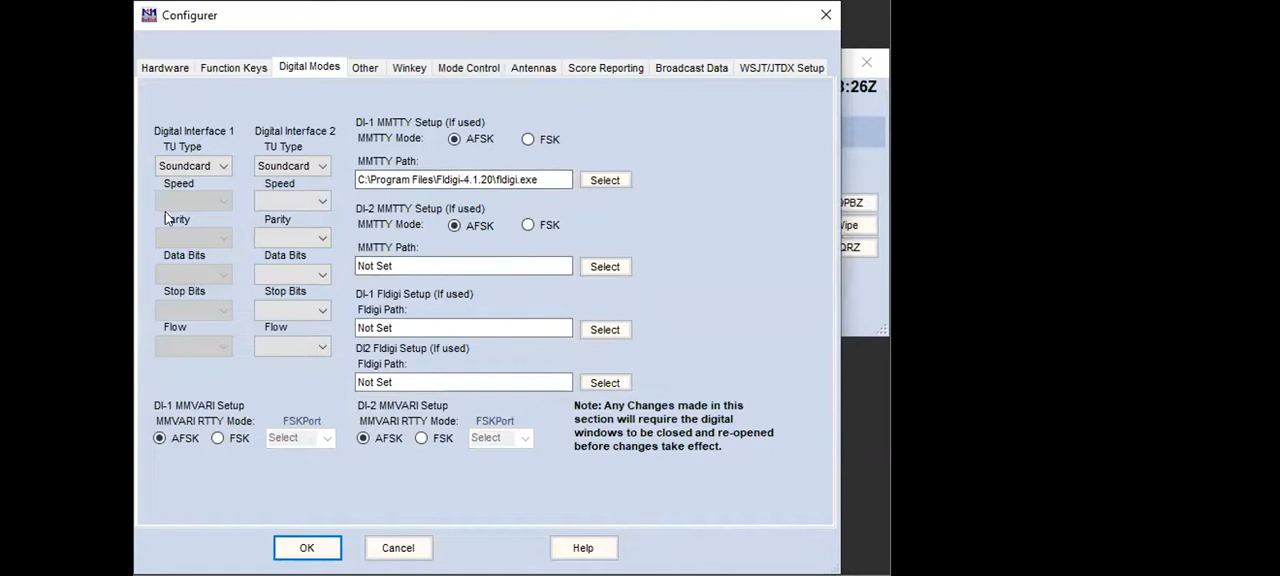 Configurer
3:26Z
Hardware Function Keys Digital Modes Other Winkey Mode Control Antennas Score Reporting Broadcast Data WSJT/JTDX Setup
Digital Interface 1
TU Type
Soundcard
Speed
Parity
Data Bits
Stop Bits
Flow
Digital Interface 2
TU Type
Soundcard
Speed
Parity
Data Bits
Stop Bits
Flow
DI-1 MMTTY Setup (If used)
MMTTY Mode: AFSK FSK
MMTTY Path:
C:\Program Files\Fldigi-4.1.20\fldigi.exe Select
DI-2 MMTTY Setup (If used)
MMTTY Mode: AFSK FSK
MMTTY Path:
Not Set Select
DI-1 Fldigi Setup (If used)
Fldigi Path:
Not Set Select
DI2 Fldigi Setup (If used)
Fldigi Path:
Not Set Select
DI-1 MMVARI Setup
MMVARI RTTY Mode: FSKPort
AFSK FSK Select
DI-2 MMVARI Setup
MMVARI RTTY Mode: FSKPort
AFSK FSK Select
Note: Any Changes made in this
section will require the digital
windows to be closed and re-opened
before changes take effect.
OK Cancel Help
PBZ
ipe
QRZ